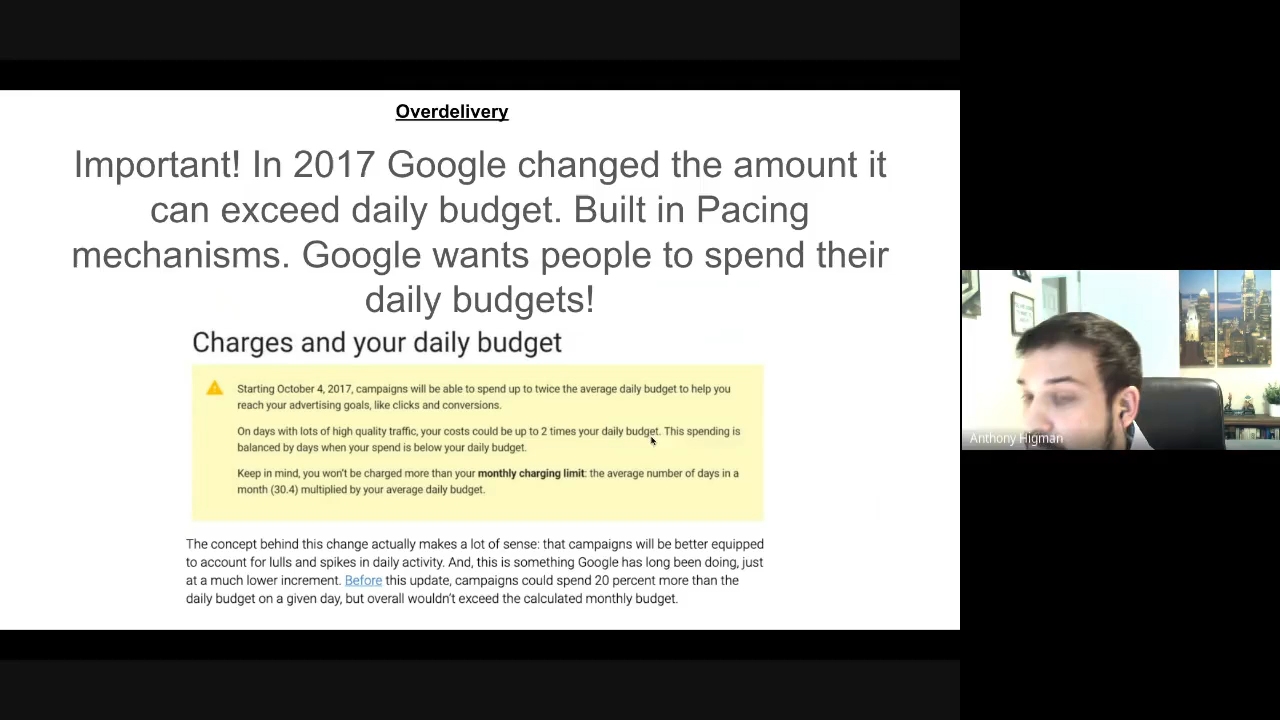 Overdelivery
Important! In 2017 Google changed the amount it
can exceed daily budget. Built in Pacing
mechanisms. Google wants people to spend their
daily budgets!
Charges and your daily budget
Starting October 4, 2017, campaigns will be able to spend up to twice the average daily budget to help you
reach your advertising goals, like clicks and conversions.
On days with lots of high quality traffic, your costs could be up to 2 times your daily budget. This spending is
balanced by days when your spend is below your daily budget.
Keep in mind, you won't be charged more than your monthly charging limit: the average number of days in a
month (30.4) multiplied by your average daily budget.
The concept behind this change actually makes a lot of sense: that campaigns will be better equipped
to account for lulls and spikes in daily activity. And, this is something Google has long been doing, just
at a much lower increment. Before this update, campaigns could spend 20 percent more than the
daily budget on a given day, but overall wouldn't exceed the calculated monthly budget.
Anthony Higman